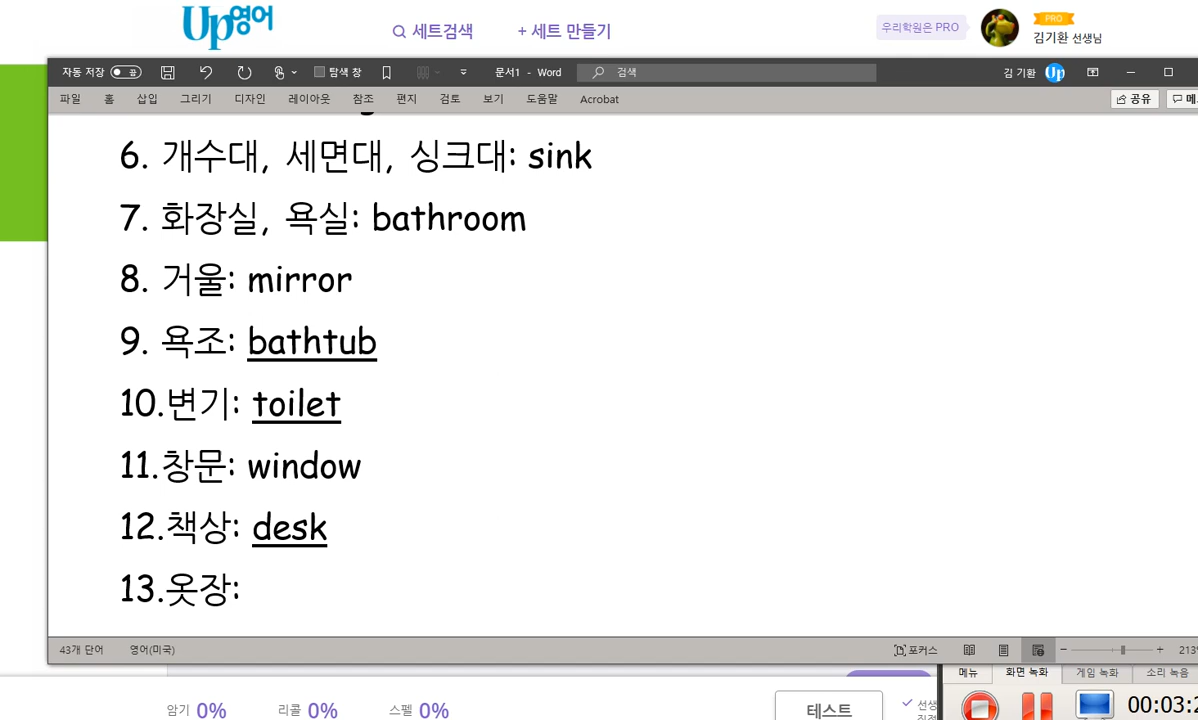 Up영어
세트검색
+ 세트 만들기
우리학원은 PRO
PRO
김기환 선생님
자동 저장 끔 탐색 창 문서1 - Word 검색 김 기환 Up
파일 홈 삽입 그리기 디자인 레이아웃 참조 편지 검토 보기 도움말 Acrobat 공유
6. 개수대, 세면대, 싱크대: sink
7. 화장실, 욕실: bathroom
8. 거울: mirror
9. 욕조: bathtub
10.변기: toilet
11.창문: window
12.책상: desk
13.옷장:
43개 단어 영어(미국) 포커스
메뉴 화면 녹화 게임 녹화 소리 녹음
암기 0% 리콜 0% 스펠 0% 테스트